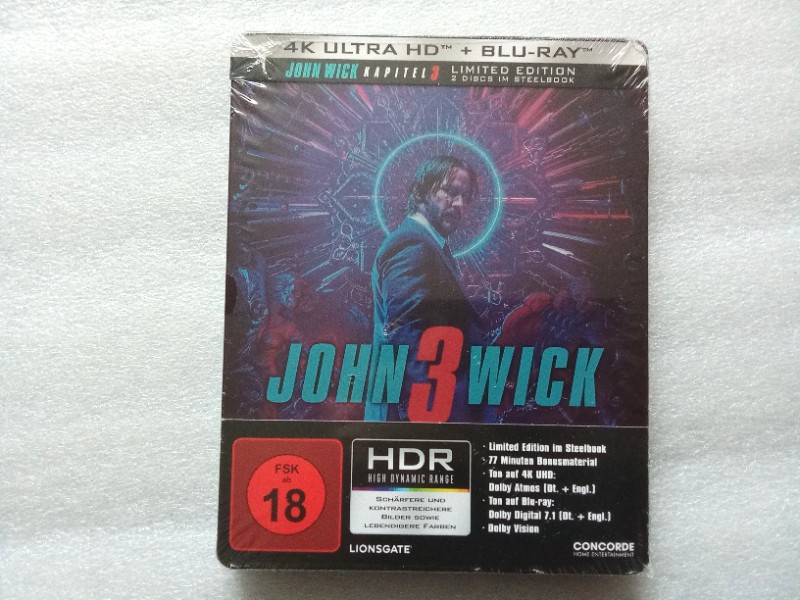 4K ULTRA HD™ + BLU-RAY™
JOHN WICK KAPITEL 3 LIMITED EDITION
2 DISCS IM STEELBOOK
JOHN 3 WICK
FSK
ab
18
HDR
HIGH DYNAMIC RANGE
SCHÄRFERE UND
KONTRASTREICHERE
BILDER SOWIE
LEBENDIGERE FARBEN
LIONSGATE®
· Limited Edition im Steelbook
· 77 Minuten Bonusmaterial
· Ton auf 4K UHD:
Dolby Atmos (Dt. + Engl.)
· Ton auf Blu-ray:
Dolby Digital 7.1 (Dt. + Engl.)
· Dolby Vision
CONCORDE
HOME ENTERTAINMENT